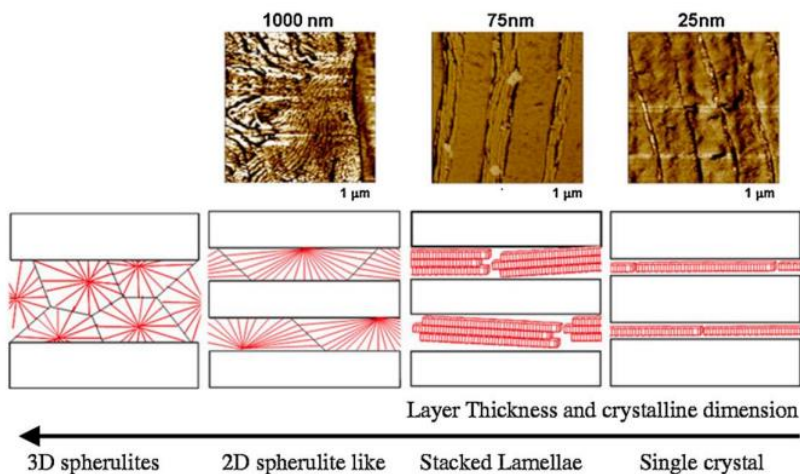 1000 nm
75nm
25nm
1 μm
1 μm
1 μm
Layer Thickness and crystalline dimension
3D spherulites
2D spherulite like
Stacked Lamellae
Single crystal